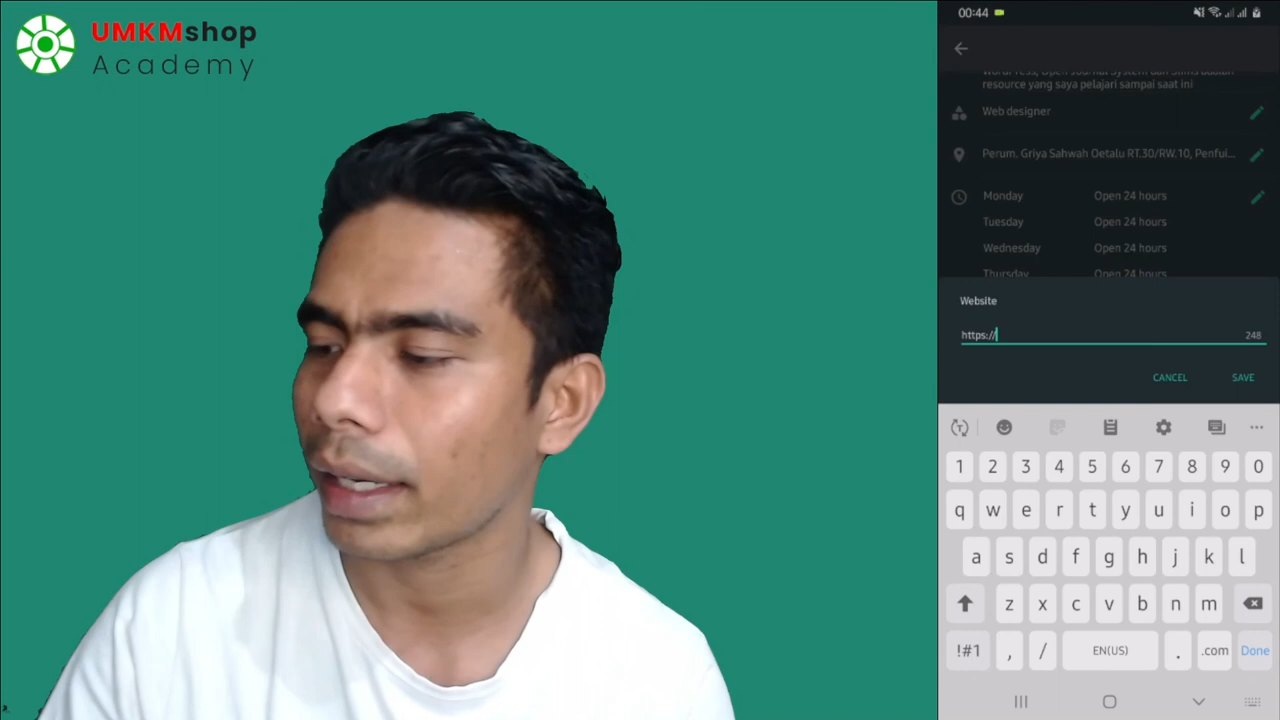 UMKMshop
Academy
00:44
WordPress, Open Journal System dan Slims adalah
resource yang saya pelajari sampai saat ini
Web designer
Perum. Griya Sahwah Oetalu RT.30/RW.10, Penfui...
Monday Open 24 hours
Tuesday Open 24 hours
Wednesday Open 24 hours
Thursday Open 24 hours
Website
https:// 248
CANCEL SAVE
1 2 3 4 5 6 7 8 9 0
q w e r t y u i o p
a s d f g h j k l
z x c v b n m
!#1 , / EN(US) . .com Done